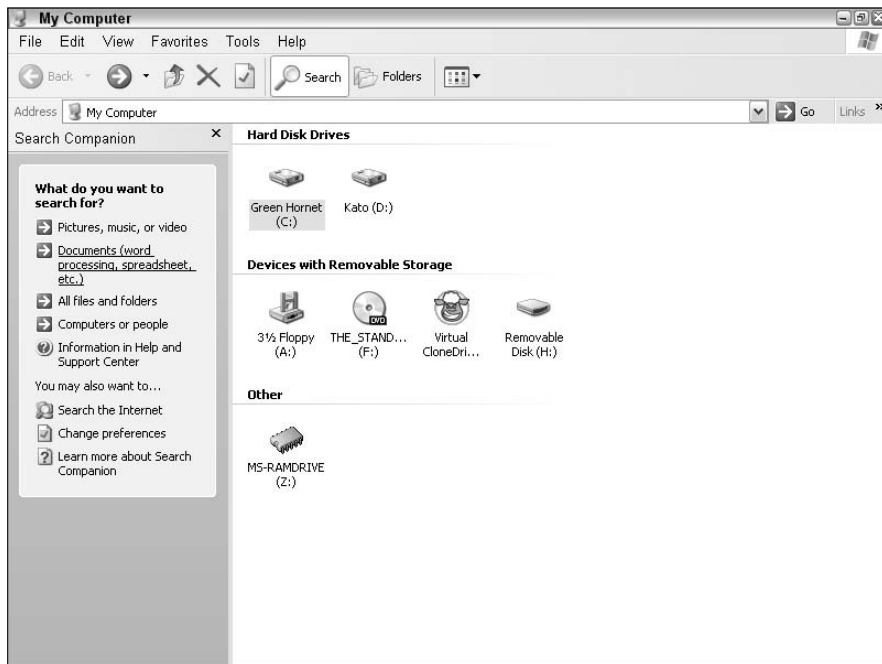 My Computer
File Edit View Favorites Tools Help
Back Search Folders
Address My Computer Go Links »
Search Companion
What do you want to
search for?
Pictures, music, or video
Documents (word
processing, spreadsheet,
etc.)
All files and folders
Computers or people
Information in Help and
Support Center
You may also want to...
Search the Internet
Change preferences
Learn more about Search
Companion
Hard Disk Drives
Green Hornet
(C:)
Kato (D:)
Devices with Removable Storage
3½ Floppy
(A:)
DVD
THE_STAND...
(F:)
Virtual
CloneDri...
Removable
Disk (H:)
Other
MS-RAMDRIVE
(Z:)